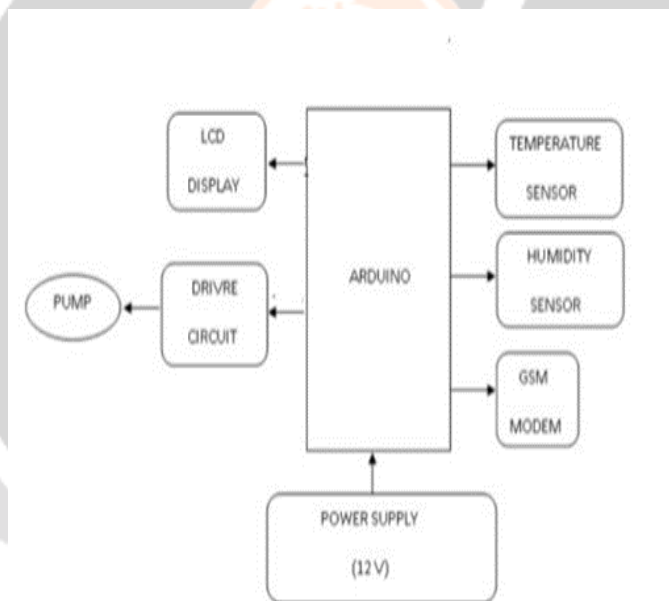 LCD
DISPLAY
TEMPERATURE
SENSOR
ARDUINO
HUMIDITY
SENSOR
PUMP
DRIVRE
CIRCUIT
GSM
MODEM
POWER SUPPLY
(12 V)